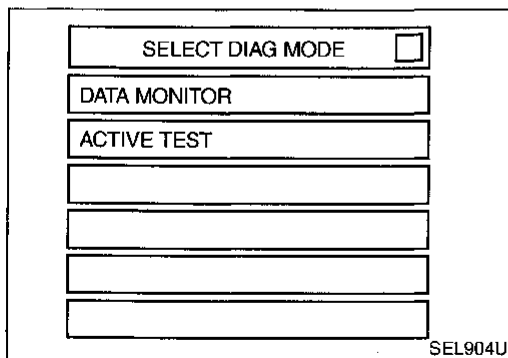 SELECT DIAG MODE
DATA MONITOR
ACTIVE TEST
SEL904U